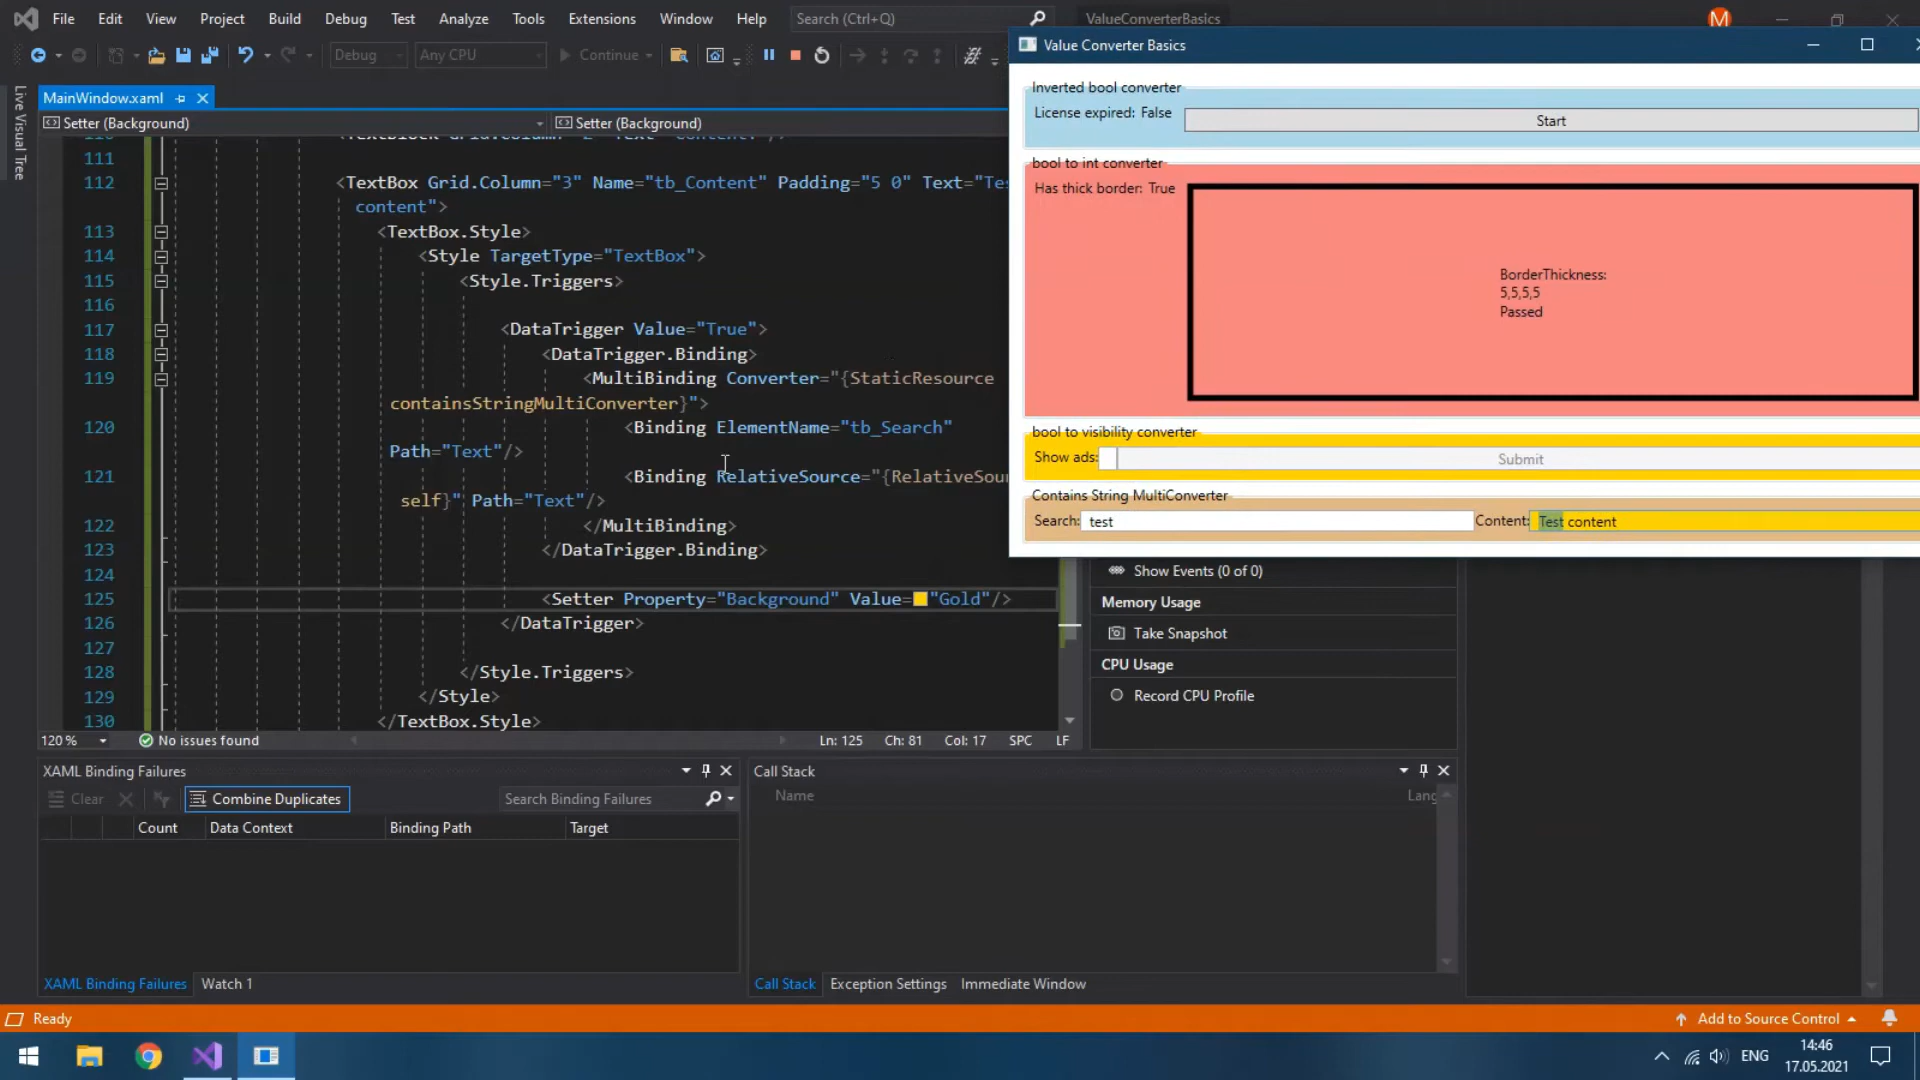 File Edit View Project Build Debug Test Analyze Tools Extensions Window Help Search (Ctrl+Q) ValueConverterBasics M
Debug Any CPU Continue
Value Converter Basics
Live Visual Tree
MainWindow.xaml
Setter (Background) Setter (Background)
111
112 <TextBox Grid.Column="3" Name="tb_Content" Padding="5 0" Text="Te
content">
113 <TextBox.Style>
114 <Style TargetType="TextBox">
115 <Style.Triggers>
116
117 <DataTrigger Value="True">
118 <DataTrigger.Binding>
119 <MultiBinding Converter="{StaticResource
containsStringMultiConverter}">
120 <Binding ElementName="tb_Search"
Path="Text"/>
121 <Binding RelativeSource="{RelativeSou
self}" Path="Text"/>
122 </MultiBinding>
123 </DataTrigger.Binding>
124
125 <Setter Property="Background" Value="Gold"/>
126 </DataTrigger>
127
128 </Style.Triggers>
129 </Style>
130 </TextBox.Style>
120 % No issues found Ln: 125 Ch: 81 Col: 17 SPC LF
Inverted bool converter
License expired: False Start
bool to int converter
Has thick border: True
BorderThickness:
5,5,5,5
Passed
bool to visibility converter
Show ads: Submit
Contains String MultiConverter
Search: test Content: Test content
Show Events (0 of 0)
Memory Usage
Take Snapshot
CPU Usage
Record CPU Profile
XAML Binding Failures
Clear Combine Duplicates Search Binding Failures
Count Data Context Binding Path Target
Call Stack
Name Lang
XAML Binding Failures Watch 1
Call Stack Exception Settings Immediate Window
Ready Add to Source Control
ENG 14:46
17.05.2021